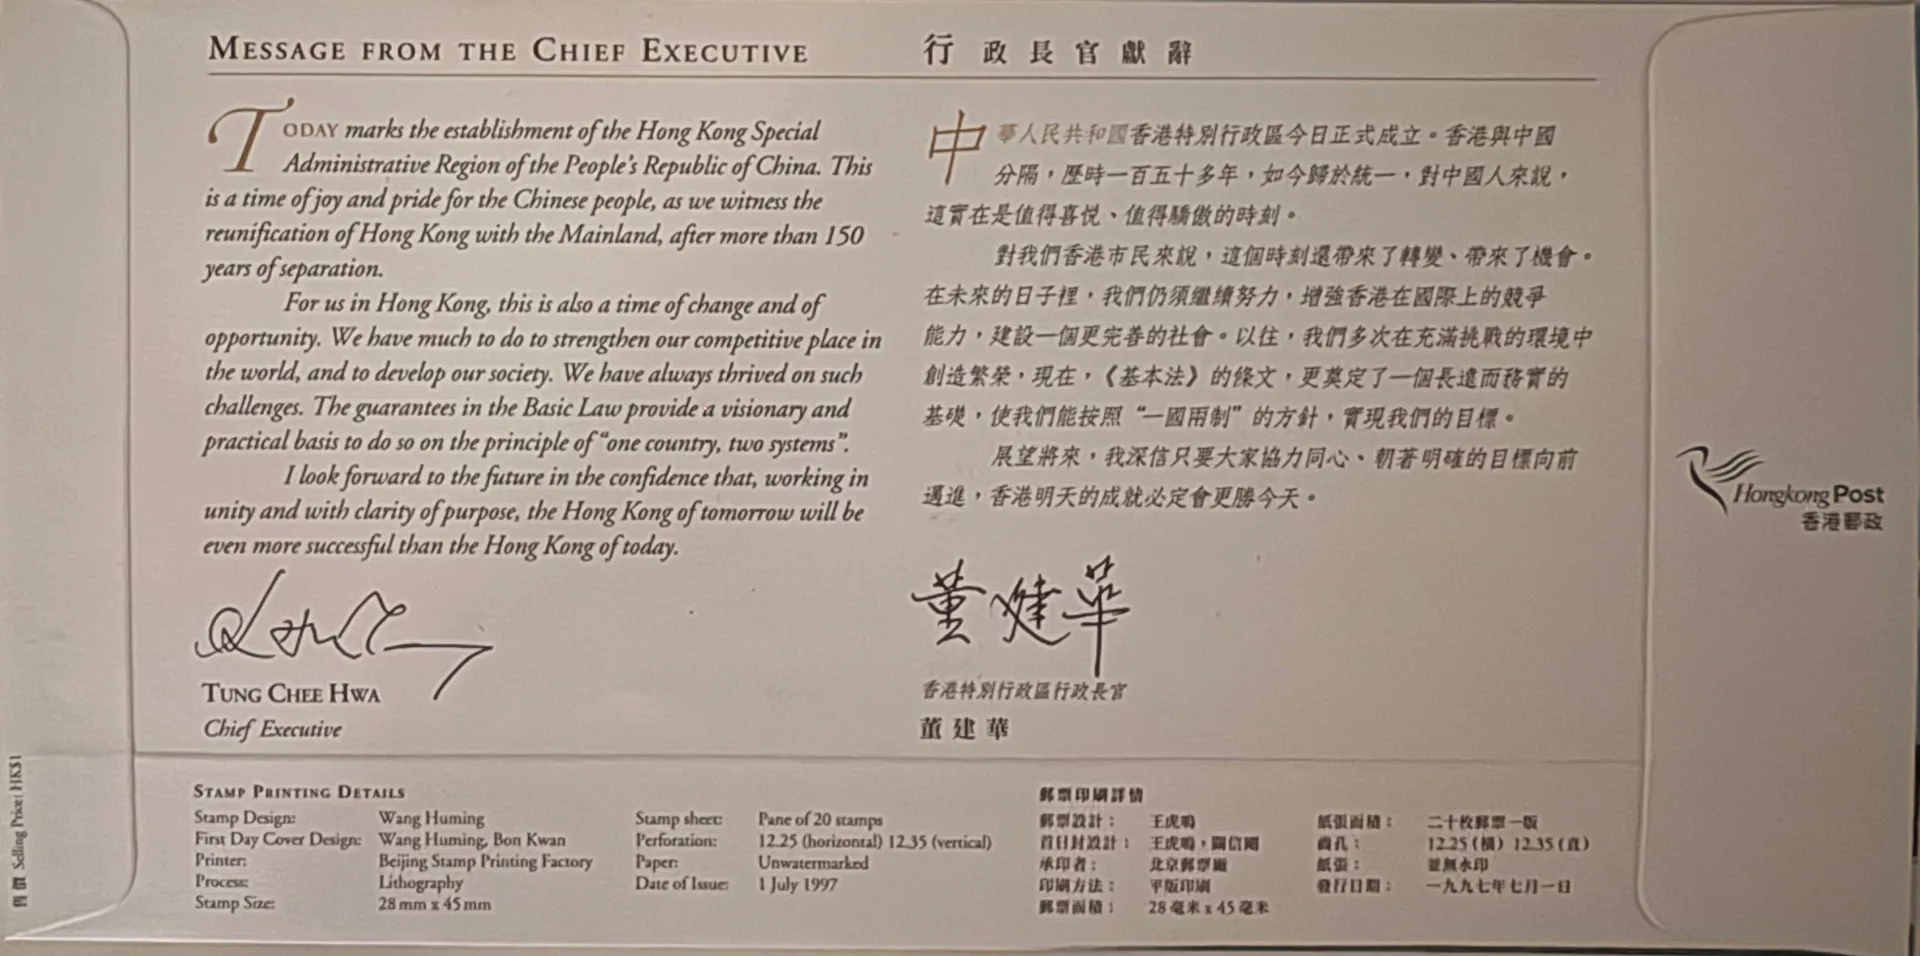 MESSAGE FROM THE CHIEF EXECUTIVE
TODAY marks the establishment of the Hong Kong Special
Administrative Region of the People's Republic of China. This
is a time of joy and pride for the Chinese people, as we witness the
reunification of Hong Kong with the Mainland, after more than 150
years of separation.
For us in Hong Kong, this is also a time of change and of
opportunity. We have much to do to strengthen our competitive place in
the world, and to develop our society. We have always thrived on such
challenges. The guarantees in the Basic Law provide a visionary and
practical basis to do so on the principle of “one country, two systems”.
I look forward to the future in the confidence that, working in
unity and with clarity of purpose, the Hong Kong of tomorrow will be
even more successful than the Hong Kong of today.
TUNG CHEE HWA
Chief Executive
行政長官獻辭
中華人民共和國香港特別行政區今日正式成立。香港與中國
分隔，歷時一百五十多年，如今歸於統一，對中國人來說，
這實在是值得喜悅、值得驕傲的時刻。
對我們香港市民來說，這個時刻還帶來了轉變、帶來了機會。
在未來的日子裡，我們仍須繼續努力，增強香港在國際上的競爭
能力，建設一個更完善的社會。以往，我們多次在充滿挑戰的環境中
創造繁榮，現在，《基本法》的條文，更奠定了一個長遠而務實的
基礎，使我們能按照“一國兩制”的方針，實現我們的目標。
展望將來，我深信只要大家協力同心、朝著明確的目標向前
邁進，香港明天的成就必定會更勝今天。
董建華
香港特別行政區行政長官
董建華
Hongkong Post
香港郵政
售價 Selling Price: HK$1
STAMP PRINTING DETAILS
Stamp Design: Wang Huming
First Day Cover Design: Wang Huming, Bon Kwan
Printer: Beijing Stamp Printing Factory
Process: Lithography
Stamp Size: 28 mm x 45 mm
Stamp sheet: Pane of 20 stamps
Perforation: 12.25 (horizontal) 12.35 (vertical)
Paper: Unwatermarked
Date of Issue: 1 July 1997
郵票印刷詳情
郵票設計： 王虎鳴
首日封設計： 王虎鳴，關信剛
承印者： 北京郵票廠
印刷方法： 平版印刷
郵票面積： 28 毫米 x 45 毫米
紙張面積： 二十枚郵票一版
齒孔： 12.25 (橫) 12.35 (直)
紙張： 並無水印
發行日期： 一九九七年七月一日